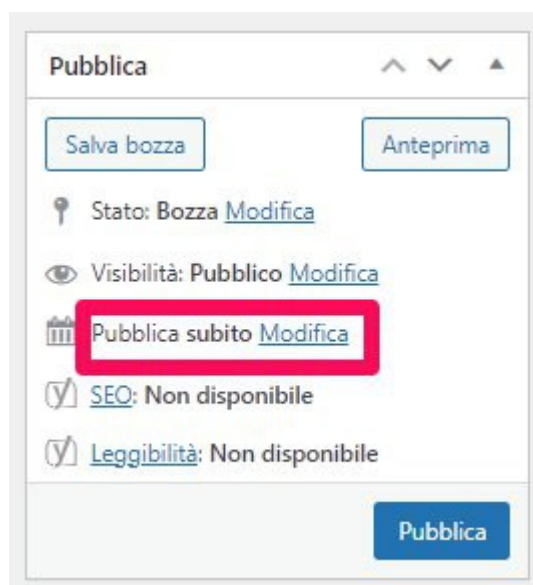 Pubblica
Salva bozza
Anteprima
Stato: Bozza Modifica
Visibilità: Pubblico Modifica
Pubblica subito Modifica
SEO: Non disponibile
Leggibilità: Non disponibile
Pubblica